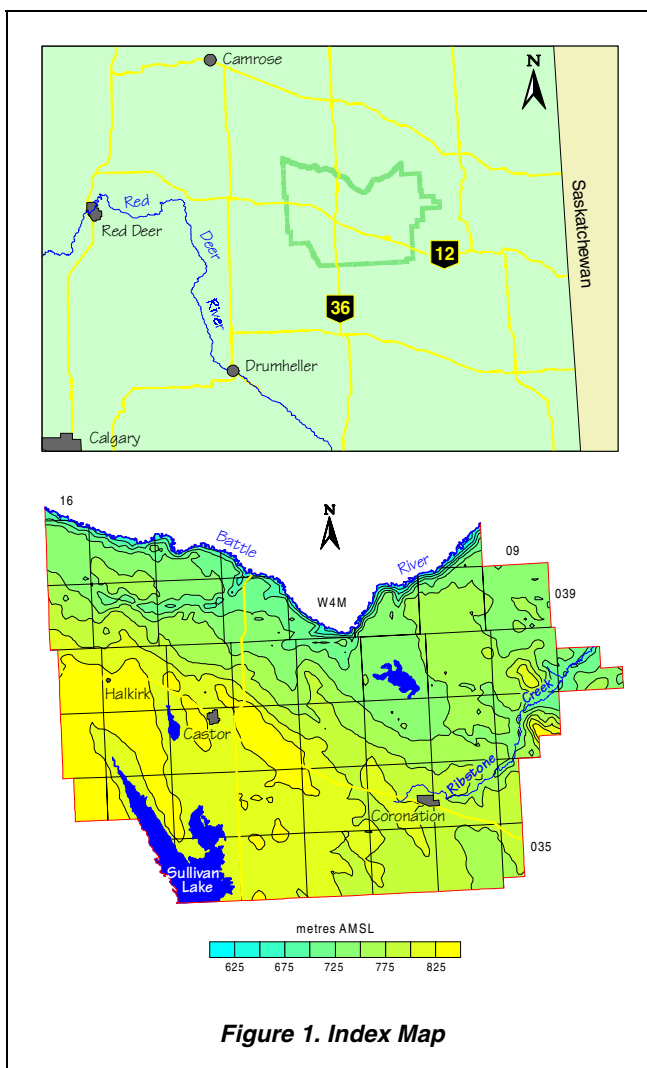 Camrose
N
Saskatchewan
Red
Red Deer
Deer
River
12
36
Drumheller
Calgary
16
Battle
N
River
09
W4M
039
Halkirk
Castor
Creek
Ribstone
Coronation
035
Sullivan
Lake
metres AMSL
625 675 725 775 825
Figure 1. Index Map